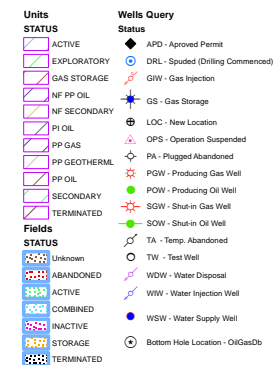 Units
STATUS
ACTIVE
EXPLORATORY
GAS STORAGE
NF PP OIL
NF SECONDARY
PI OIL
PP GAS
PP GEOTHERML
PP OIL
SECONDARY
TERMINATED
Fields
STATUS
Unknown
ABANDONED
ACTIVE
COMBINED
INACTIVE
STORAGE
TERMINATED
Wells Query
Status
APD - Aproved Permit
DRL - Spuded (Drilling Commenced)
GIW - Gas Injection
GS - Gas Storage
LOC - New Location
OPS - Operation Suspended
PA - Plugged Abandoned
PGW - Producing Gas Well
POW - Producing Oil Well
SGW - Shut-in Gas Well
SOW - Shut-in Oil Well
TA - Temp. Abandoned
TW - Test Well
WDW - Water Disposal
WIW - Water Injection Well
WSW - Water Supply Well
Bottom Hole Location - OilGasDb